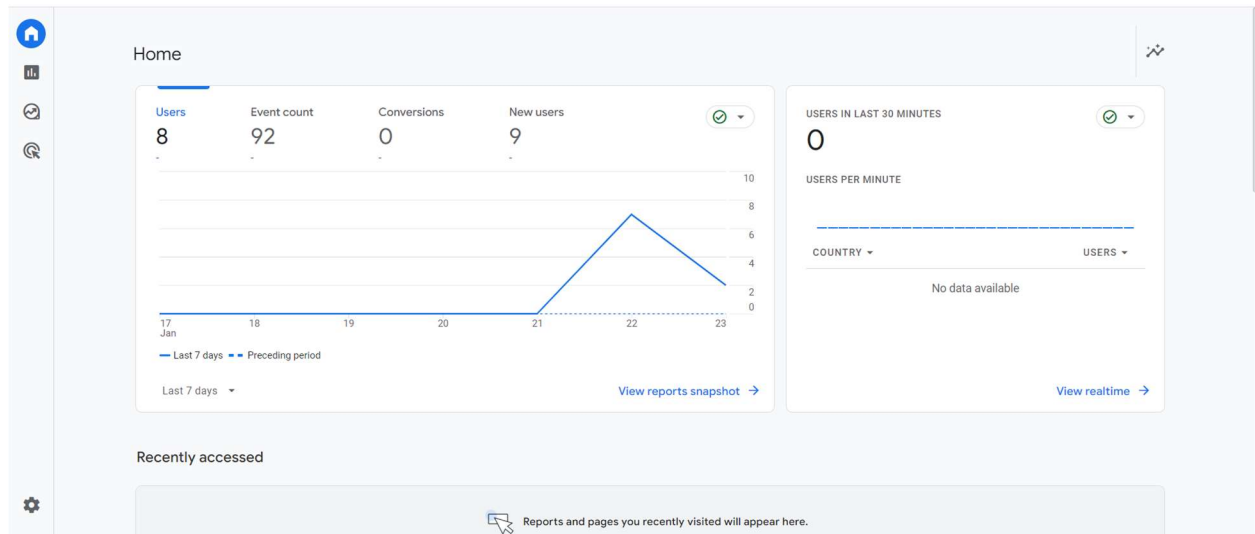 Home
Users
8
-
Event count
92
-
Conversions
0
-
New users
9
-
10
8
6
4
2
0
17
Jan
18
19
20
21
22
23
Last 7 days
Preceding period
Last 7 days
View reports snapshot
USERS IN LAST 30 MINUTES
0
USERS PER MINUTE
COUNTRY
USERS
No data available
View realtime
Recently accessed
Reports and pages you recently visited will appear here.